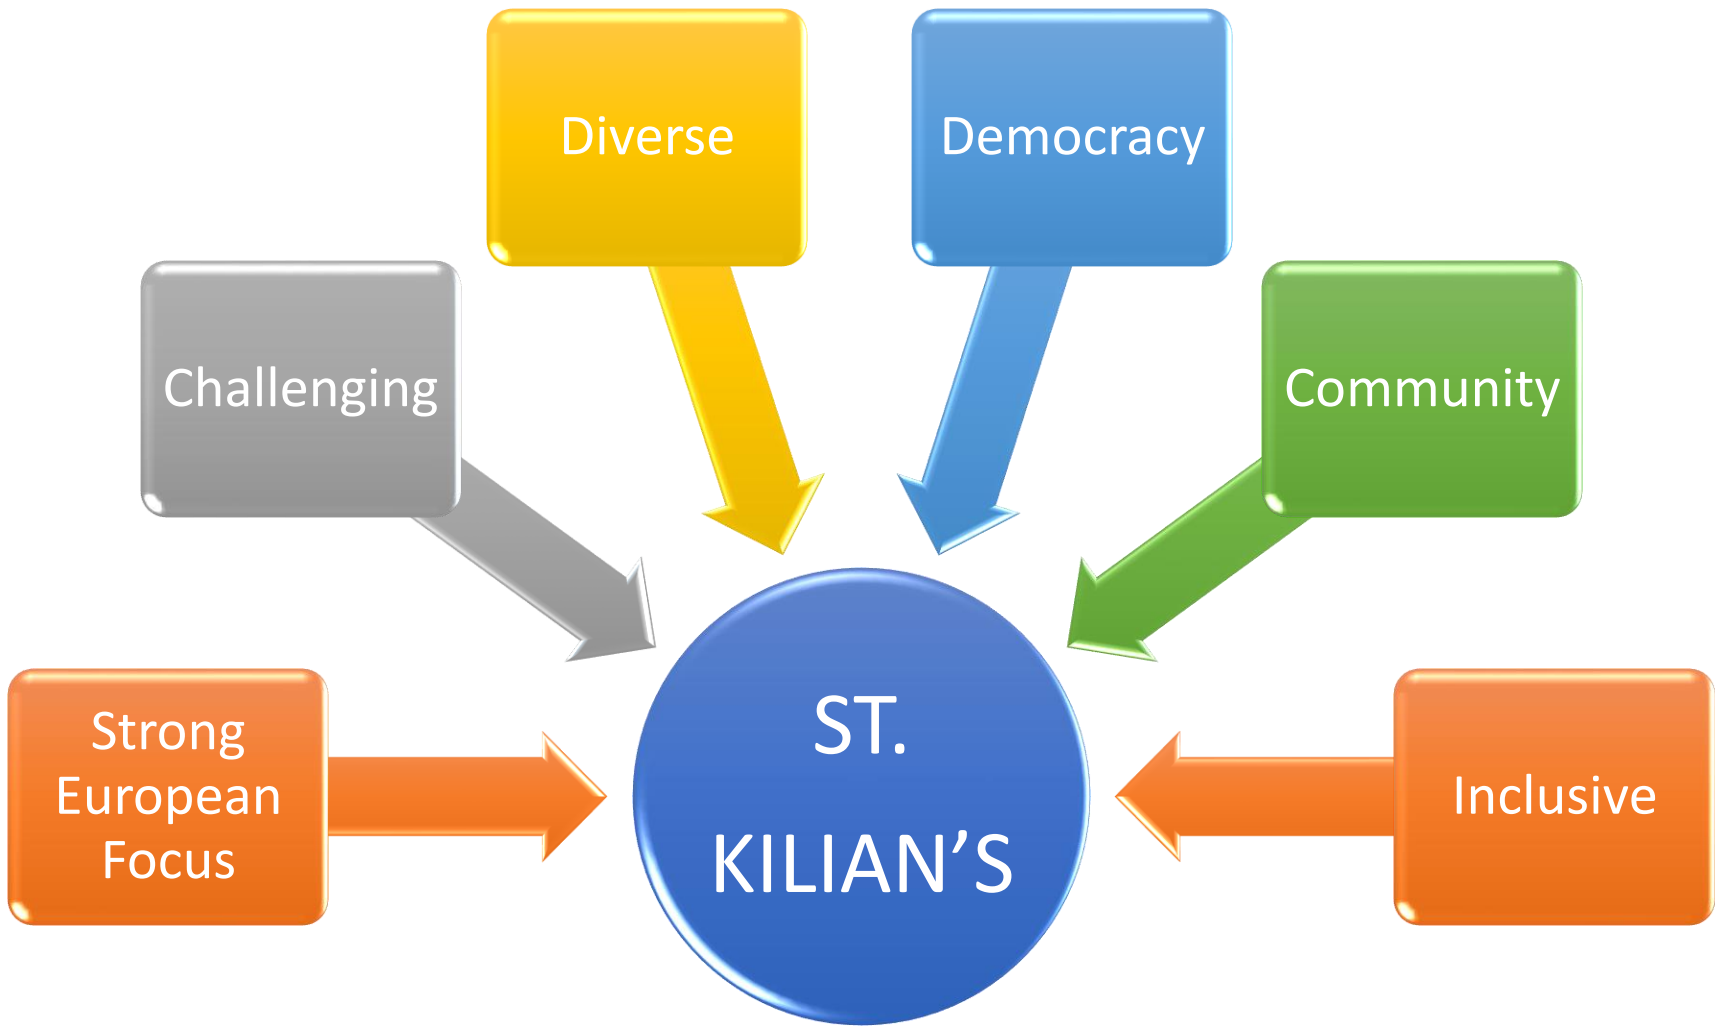 Diverse
Democracy
Challenging
Community
Strong
European
Focus
Inclusive
ST.
KILIAN’S